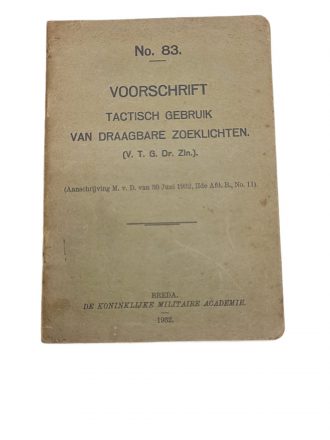 No. 83.
VOORSCHRIFT
TACTISCH GEBRUIK
VAN DRAAGBARE ZOEKLICHTEN.
(V. T. G. Dr. Zln.).
(Aanschrijving M. v. D. van 30 Juni 1932, IIde Afd. B., No. 11).
BREDA.
DE KONINKLIJKE MILITAIRE ACADEMIE.
1932.